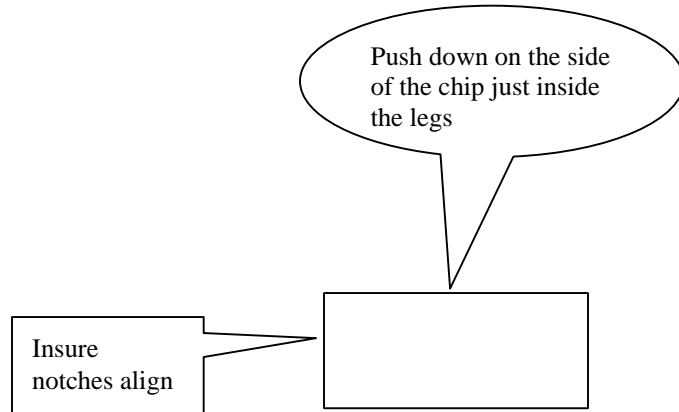 Push down on the side
of the chip just inside
the legs
Insure
notches align